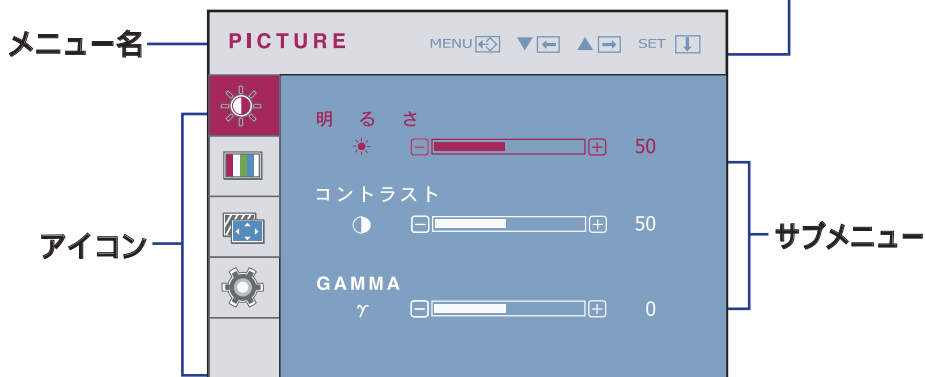 メニュー名
PICTURE MENU ▼ ▲ SET
明るさ
50
コントラスト
50
アイコン
サブメニュー
GAMMA
γ 0